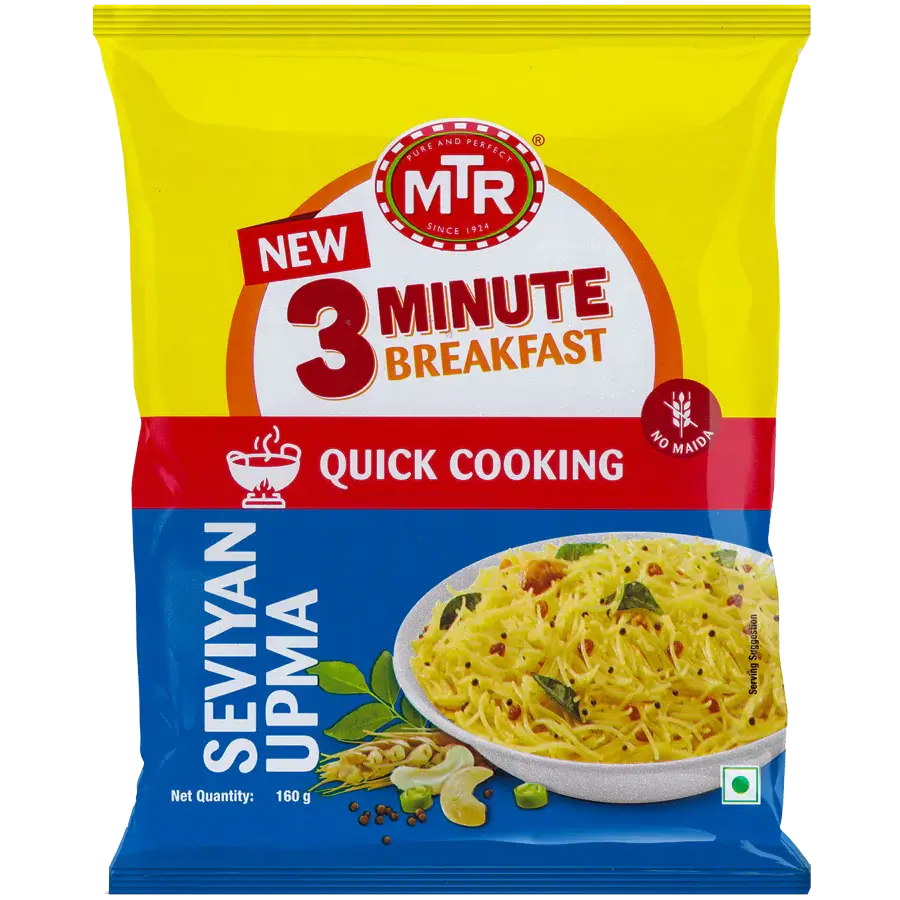 PURE AND PERFECT
MTR
®
SINCE 1924
NEW
3 MINUTE
BREAKFAST
NO MAIDA
QUICK COOKING
SEVIYAN
UPMA
Serving Suggestion
Net Quantity: 160 g